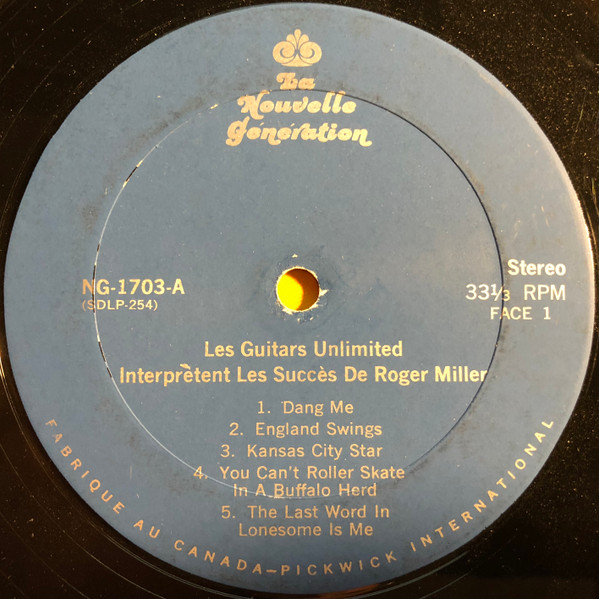 La
Nouvelle
Génération
NG-1703-A
(SDLP-254)
Stereo
33⅓ RPM
FACE 1
Les Guitars Unlimited
Interprètent Les Succès De Roger Miller
1. Dang Me
2. England Swings
3. Kansas City Star
4. You Can't Roller Skate
In A Buffalo Herd
5. The Last Word In
Lonesome Is Me
FABRIQUE AU CANADA—PICKWICK INTERNATIONAL